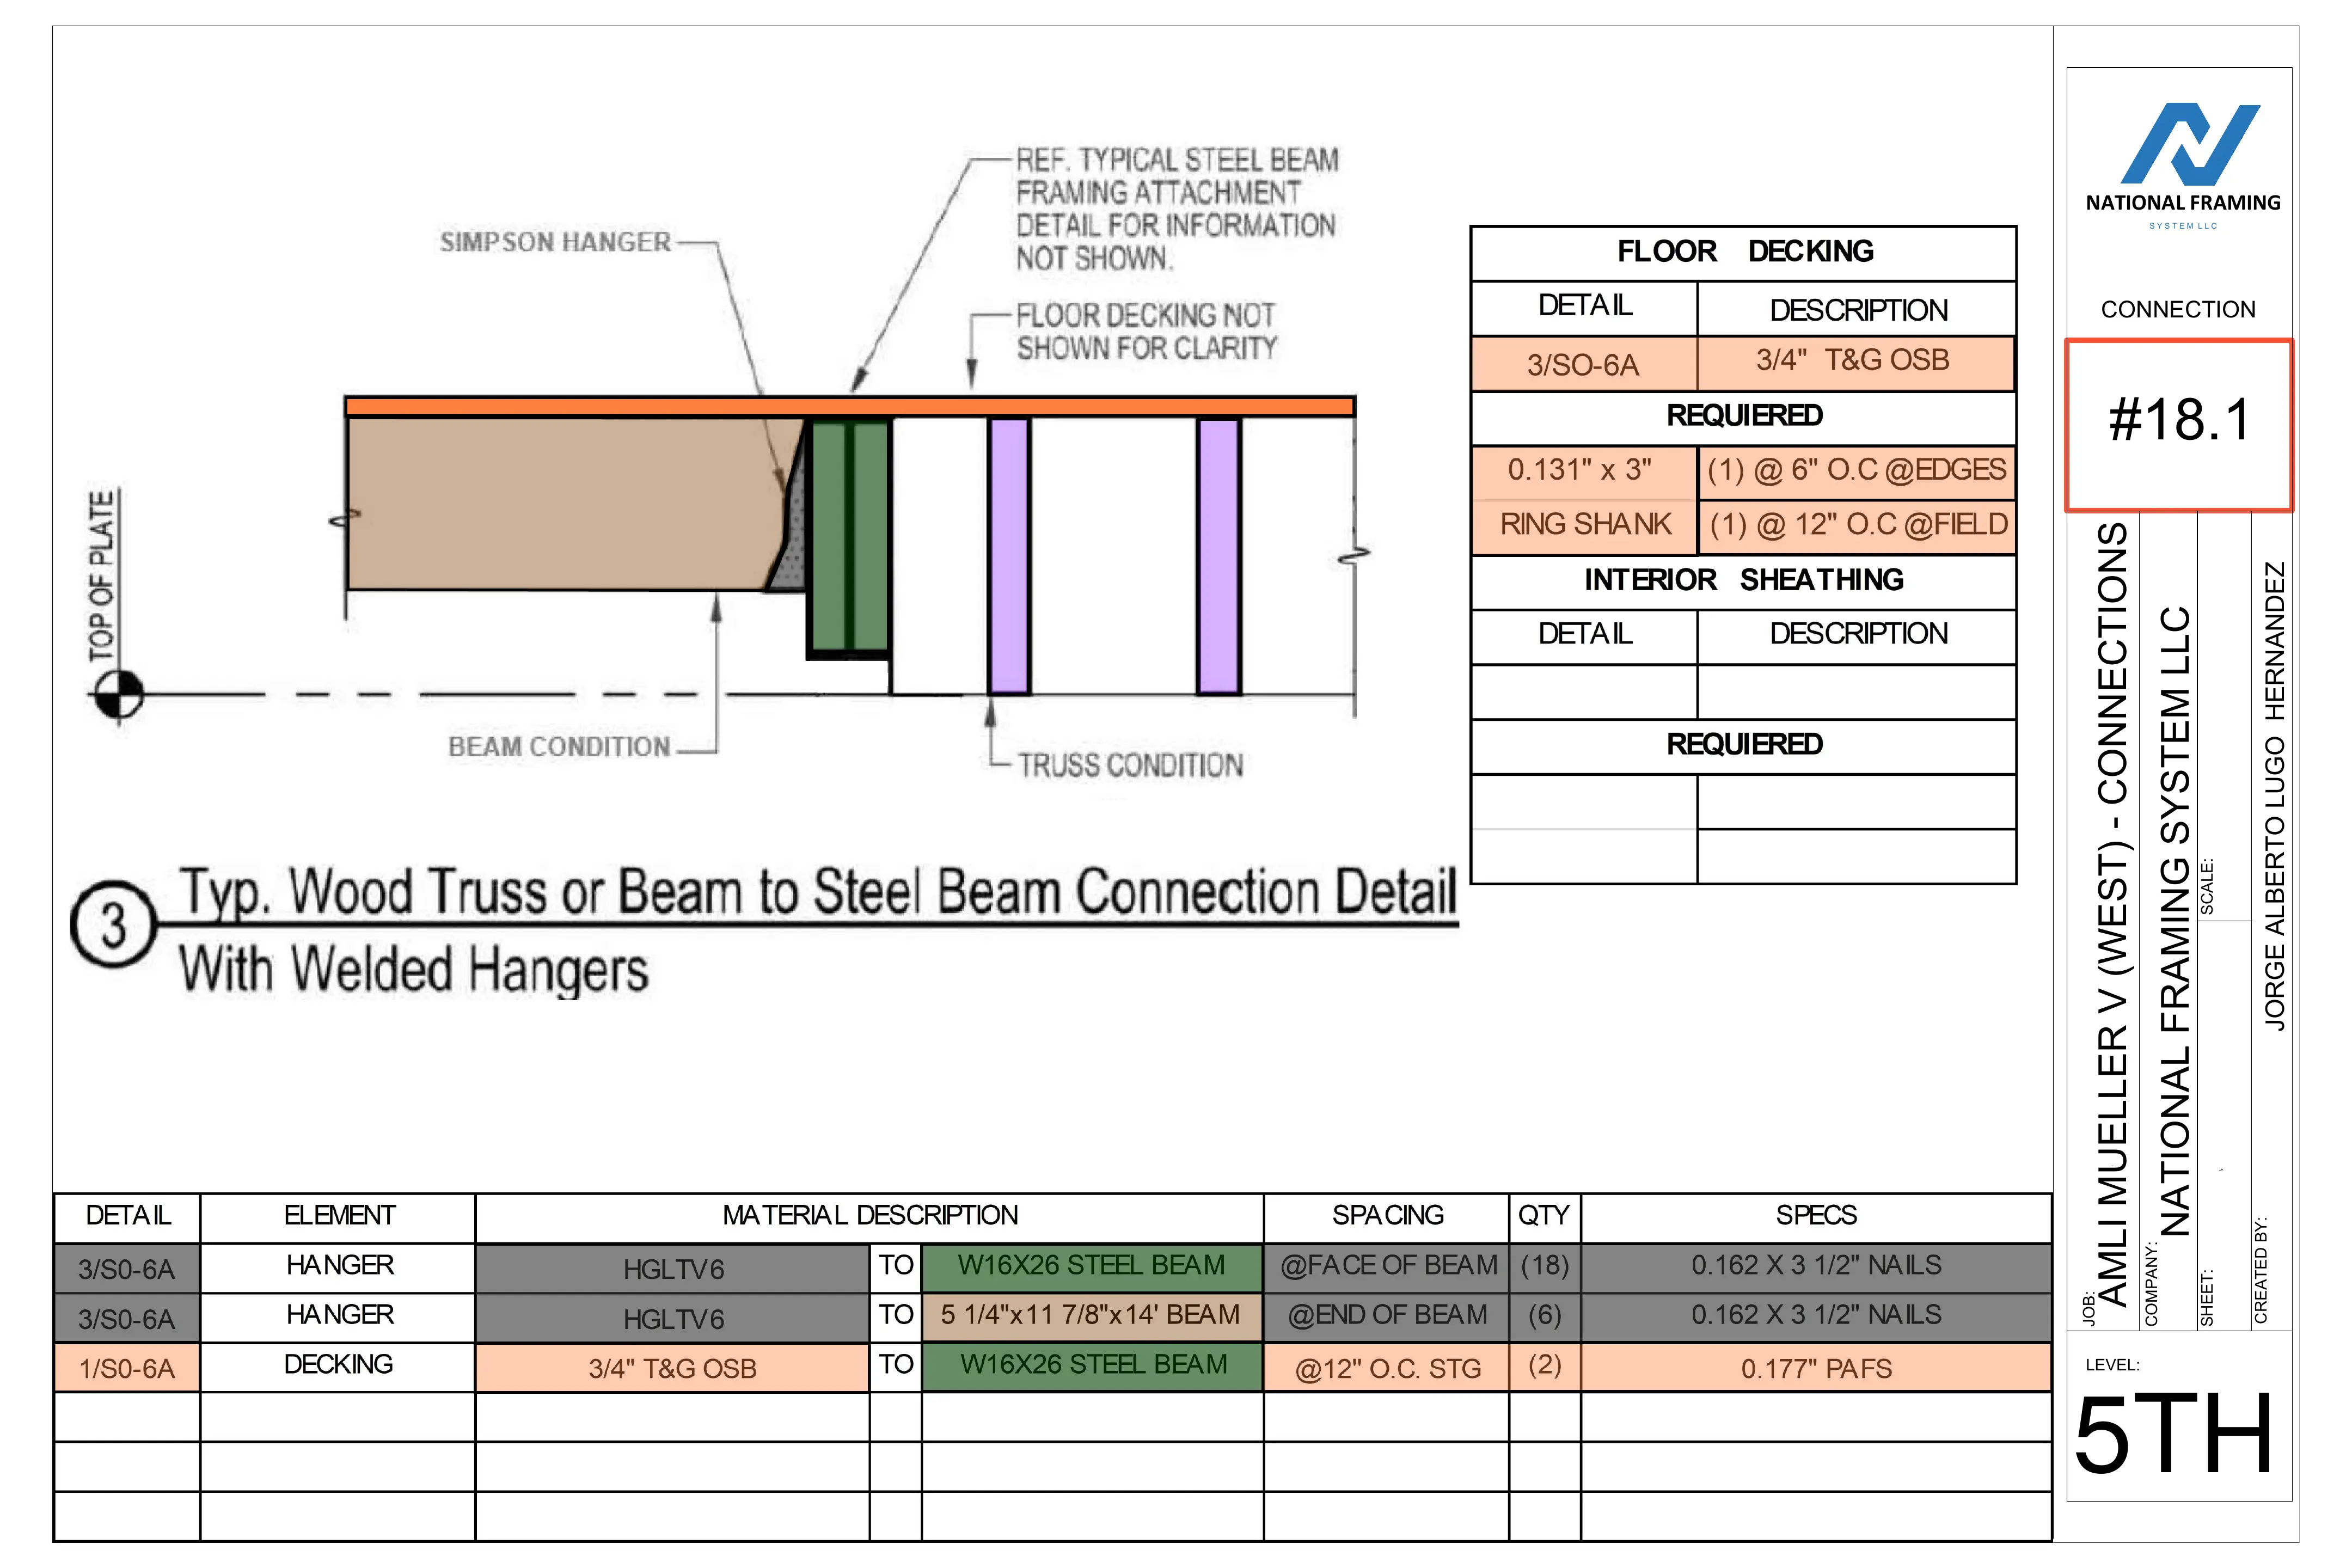 REF. TYPICAL STEEL BEAM
FRAMING ATTACHMENT
DETAIL FOR INFORMATION
NOT SHOWN.
SIMPSON HANGER
FLOOR DECKING NOT
SHOWN FOR CLARITY
TOP OF PLATE
BEAM CONDITION
TRUSS CONDITION
3
Typ. Wood Truss or Beam to Steel Beam Connection Detail
With Welded Hangers
FLOOR DECKING
DETAIL DESCRIPTION
3/SO-6A 3/4" T&G OSB
REQUIERED
0.131" x 3" (1) @ 6" O.C @EDGES
RING SHANK (1) @ 12" O.C @FIELD
INTERIOR SHEATHING
DETAIL DESCRIPTION
REQUIERED
DETAIL ELEMENT MATERIAL DESCRIPTION SPACING QTY SPECS
3/S0-6A HANGER HGLTV6 TO W16X26 STEEL BEAM @FACE OF BEAM (18) 0.162 X 3 1/2" NAILS
3/S0-6A HANGER HGLTV6 TO 5 1/4"x11 7/8"x14' BEAM @END OF BEAM (6) 0.162 X 3 1/2" NAILS
1/S0-6A DECKING 3/4" T&G OSB TO W16X26 STEEL BEAM @12" O.C. STG (2) 0.177" PAFS
NATIONAL FRAMING
SYSTEM LLC
CONNECTION
#18.1
JOB:
AMLI MUELLER V (WEST) - CONNECTIONS
COMPANY:
NATIONAL FRAMING SYSTEM LLC
SHEET:
SCALE:
CREATED BY:
JORGE ALBERTO LUGO HERNANDEZ
LEVEL:
5TH